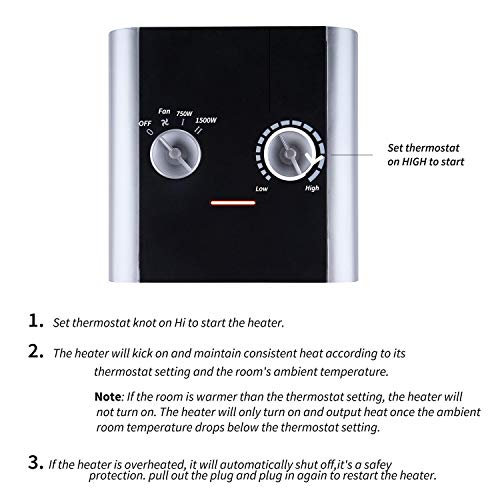 OFF Fan 750W 1500W
Low High
Set thermostat
on HIGH to start
1. Set thermostat knot on Hi to start the heater.
2. The heater will kick on and maintain consistent heat according to its
thermostat setting and the room's ambient temperature.
Note: If the room is warmer than the thermostat setting, the heater will
not turn on. The heater will only turn on and output heat once the ambient
room temperature drops below the thermostat setting.
3. If the heater is overheated, it will automatically shut off,it's a safey
protection. pull out the plug and plug in again to restart the heater.